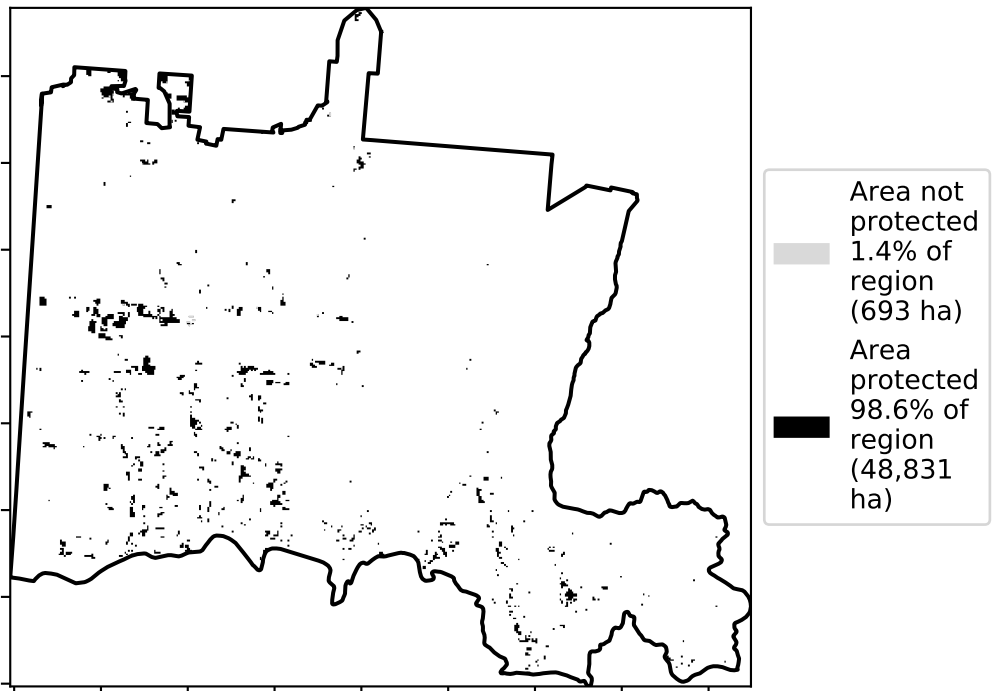 Area not
protected
1.4% of
region
(693 ha)
Area
protected
98.6% of
region
(48,831
ha)